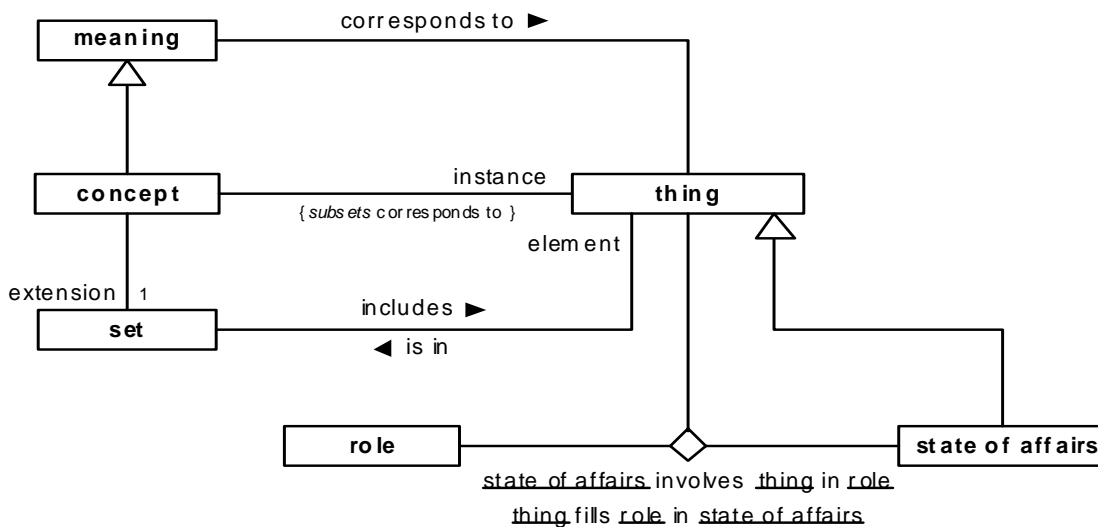 corresponds to ►
meaning
concept
instance
thing
{ subsets corresponds to }
element
extension 1
includes ►
set
◄ is in
role
state of affairs
state of affairs involves thing in role
thing fills role in state of affairs